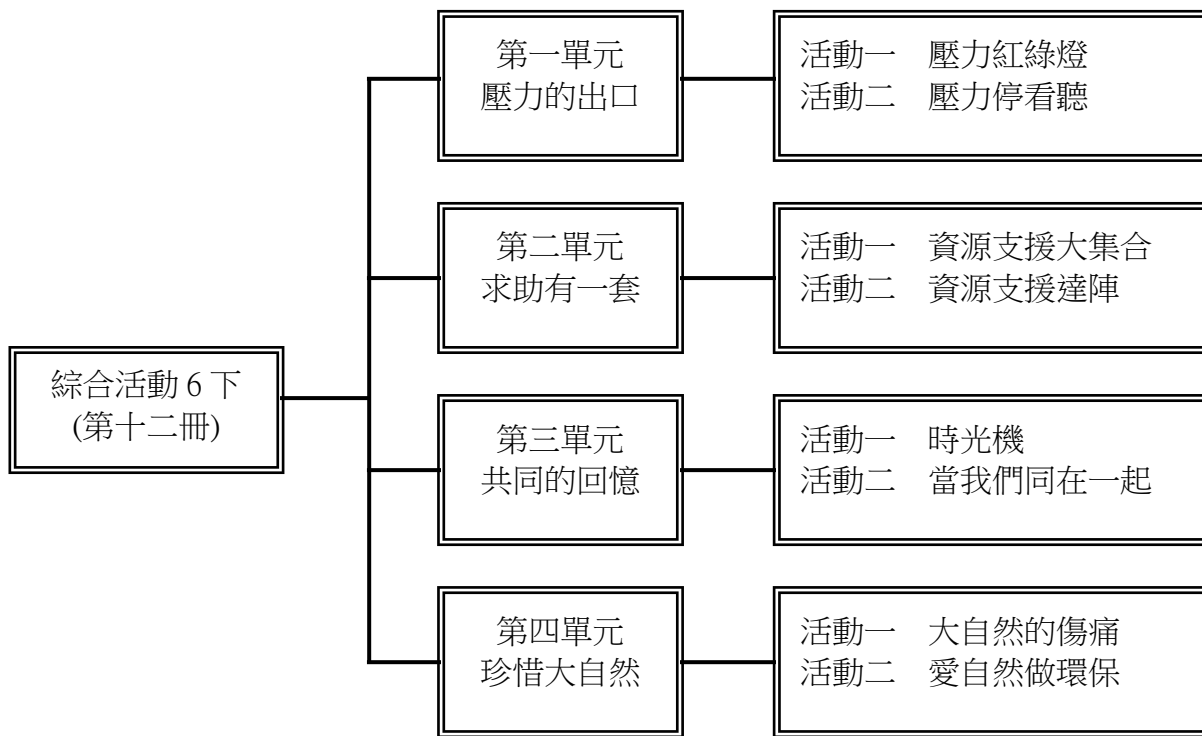 綜合活動 6 下
(第十二冊)
第一單元
壓力的出口
活動一　壓力紅綠燈
活動二　壓力停看聽
第二單元
求助有一套
活動一　資源支援大集合
活動二　資源支援達陣
第三單元
共同的回憶
活動一　時光機
活動二　當我們同在一起
第四單元
珍惜大自然
活動一　大自然的傷痛
活動二　愛自然做環保